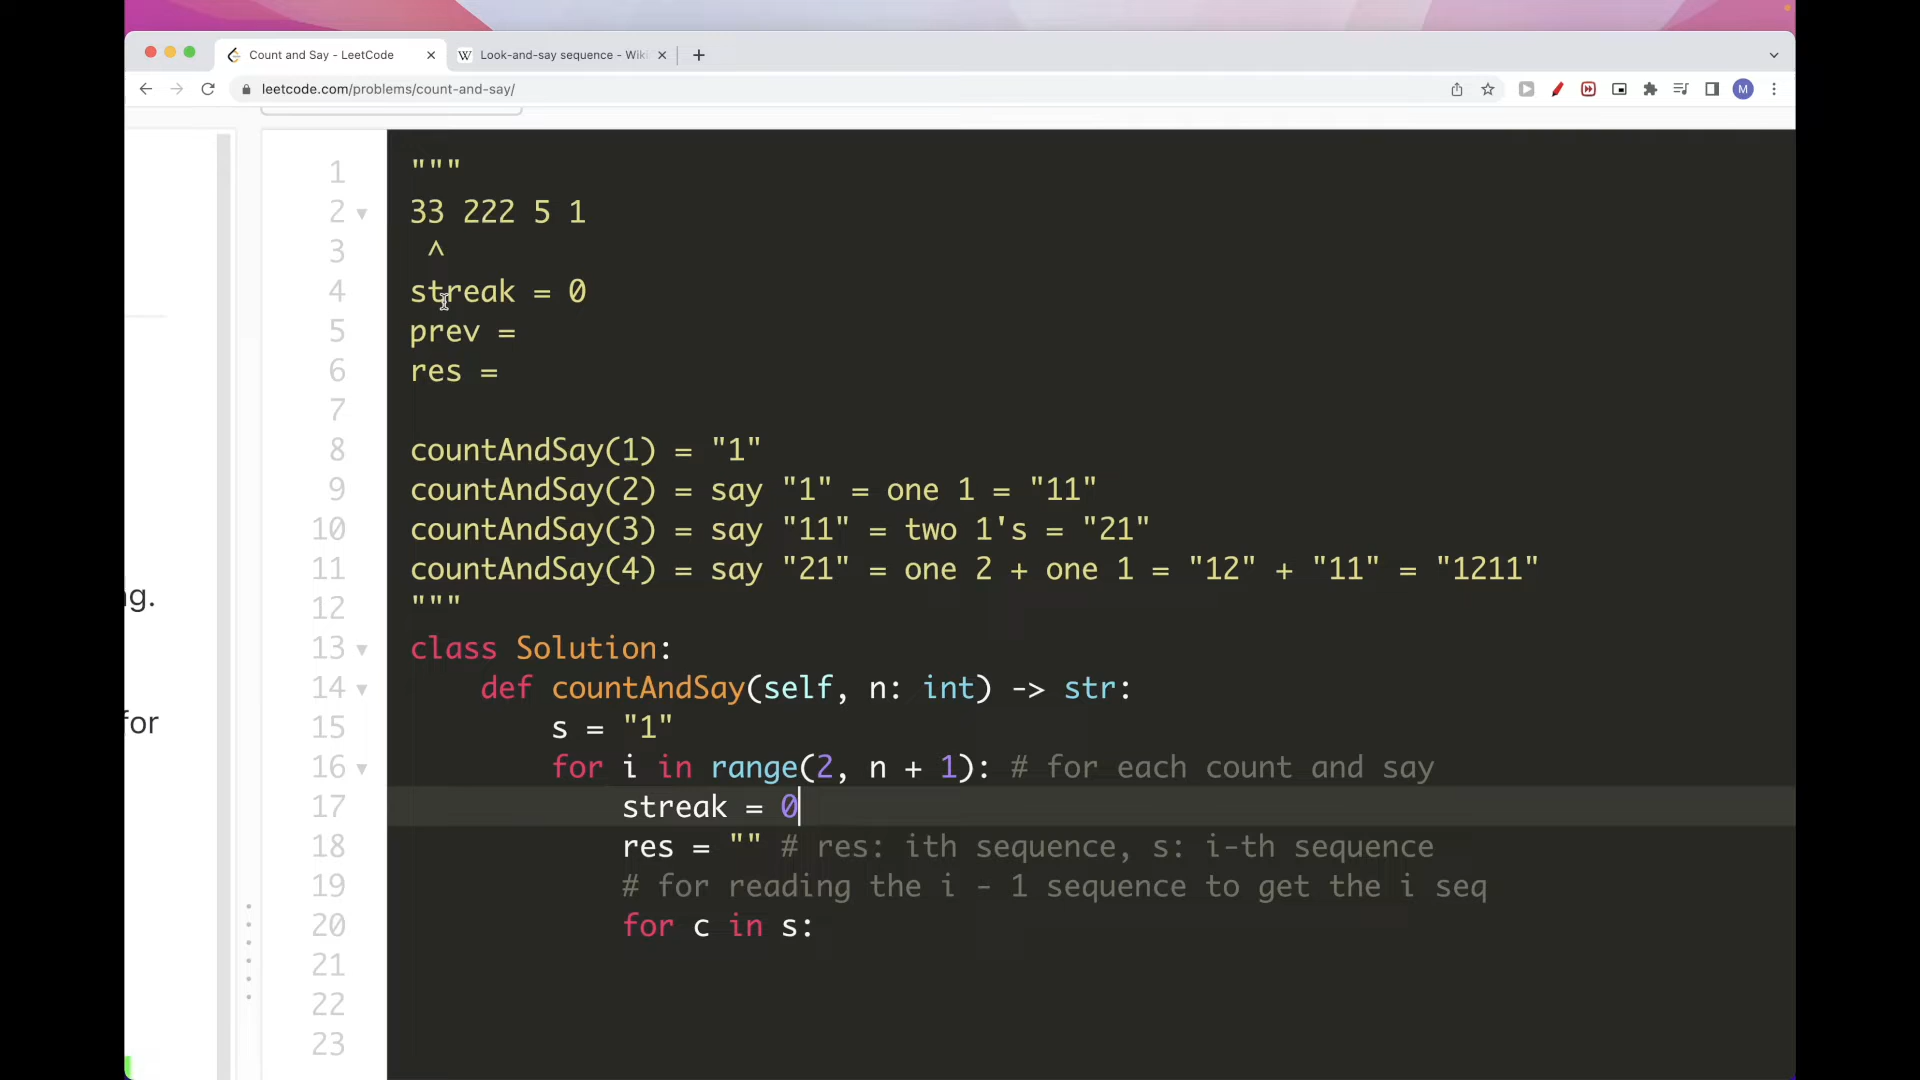 Count and Say - LeetCode
Look-and-say sequence - Wiki
leetcode.com/problems/count-and-say/
M
1 """
2 33 222 5 1
3 ^
4 streak = 0
5 prev =
6 res =
7
8 countAndSay(1) = "1"
9 countAndSay(2) = say "1" = one 1 = "11"
10 countAndSay(3) = say "11" = two 1's = "21"
11 countAndSay(4) = say "21" = one 2 + one 1 = "12" + "11" = "1211"
ng.
12 """
13 class Solution:
14 def countAndSay(self, n: int) -> str:
for
15 s = "1"
16 for i in range(2, n + 1): # for each count and say
17 streak = 0
18 res = "" # res: ith sequence, s: i-th sequence
19 # for reading the i - 1 sequence to get the i seq
20 for c in s:
21
22
23